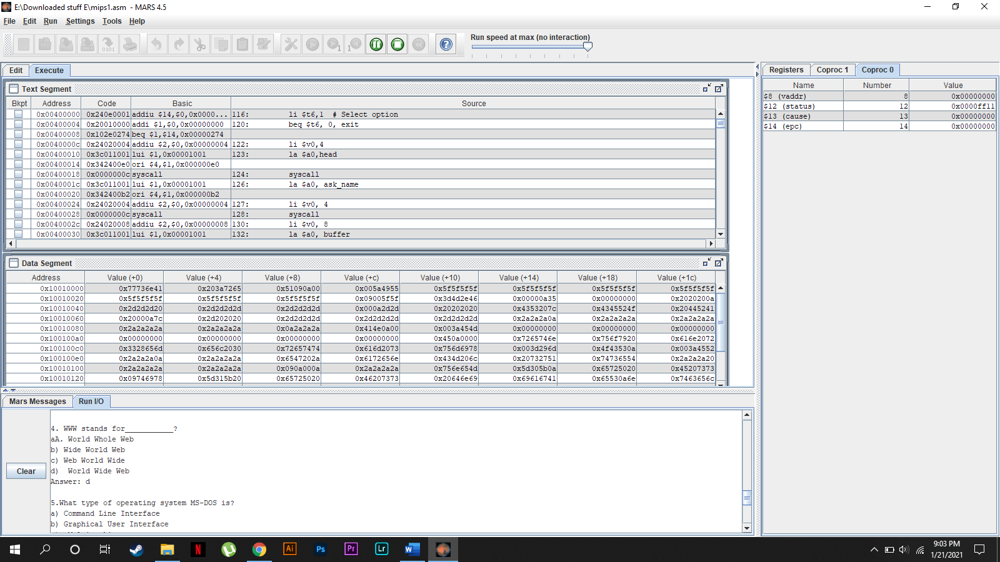 E:\Downloaded stuff E\mips1.asm - MARS 4.5
File Edit Run Settings Tools Help
Run speed at max (no interaction)
Edit Execute
Text Segment
Bkpt Address Code Basic Source
0x00400000 0x240e0001 addiu $14,$0,0x0000... 116: li $t6,1 # Select option
0x00400004 0x20010000 addi $1,$0,0x00000000 120: beq $t6, 0, exit
0x00400008 0x102e0274 beq $1,$14,0x00000274
0x0040000c 0x24020004 addiu $2,$0,0x00000004 122: li $v0,4
0x00400010 0x3c011001 lui $1,0x00001001 123: la $a0,head
0x00400014 0x342400e0 ori $4,$1,0x000000e0
0x00400018 0x0000000c syscall 124: syscall
0x0040001c 0x3c011001 lui $1,0x00001001 126: la $a0, ask_name
0x00400020 0x342400b2 ori $4,$1,0x000000b2
0x00400024 0x24020004 addiu $2,$0,0x00000004 127: li $v0, 4
0x00400028 0x0000000c syscall 128: syscall
0x0040002c 0x24020008 addiu $2,$0,0x00000008 130: li $v0, 8
0x00400030 0x3c011001 lui $1,0x00001001 132: la $a0, buffer
Data Segment
Address Value (+0) Value (+4) Value (+8) Value (+c) Value (+10) Value (+14) Value (+18) Value (+1c)
0x10010000 0x77736e41 0x203a7265 0x51090a00 0x005a4955 0x5f5f5f5f 0x5f5f5f5f 0x5f5f5f5f 0x5f5f5f5f
0x10010020 0x5f5f5f5f 0x5f5f5f5f 0x5f5f5f5f 0x09005f5f 0x3d4d2e46 0x00000a35 0x00000000 0x2020200a
0x10010040 0x2d2d2d20 0x2d2d2d2d 0x2d2d2d2d 0x000a2d2d 0x20202020 0x4353207c 0x4345524f 0x20445241
0x10010060 0x20000a7c 0x2d202020 0x2d2d2d2d 0x2d2d2d2d 0x2d2d2d2d 0x2a2a2a0a 0x2a2a2a2a 0x2a2a2a2a
0x10010080 0x2a2a2a2a 0x2a2a2a2a 0x0a2a2a2a 0x414e0a00 0x003a454d 0x00000000 0x00000000 0x00000000
0x100100a0 0x00000000 0x00000000 0x00000000 0x00000000 0x450a0000 0x7265746e 0x756f7920 0x616e2072
0x100100c0 0x3328656d 0x656c2030 0x72657474 0x616d2073 0x756d6978 0x003d296d 0x4f43530a 0x003a4552
0x100100e0 0x2a2a2a0a 0x2a2a2a2a 0x6547202a 0x6172656e 0x434d206c 0x20732751 0x74736554 0x2a2a2a20
0x10010100 0x2a2a2a2a 0x2a2a2a2a 0x090a000a 0x2a2a2a2a 0x756e654d 0x5d305b0a 0x65725020 0x45207373
0x10010120 0x09746978 0x5d315b20 0x65725020 0x46207373 0x20646e69 0x69616741 0x65530a6e 0x7463656c
Mars Messages Run I/O
4. WWW stands for___________?
aA. World Whole Web
b) Wide World Web
c) Web World Wide
d)  World Wide Web
Answer: d
5.What type of operating system MS-DOS is?
a) Command Line Interface
b) Graphical User Interface
Clear
Registers Coproc 1 Coproc 0
Name Number Value
$8 (vaddr) 8 0x00000000
$12 (status) 12 0x0000ff11
$13 (cause) 13 0x00000000
$14 (epc) 14 0x00000000
Ai Ps Pr Lr
9:03 PM
1/21/2021